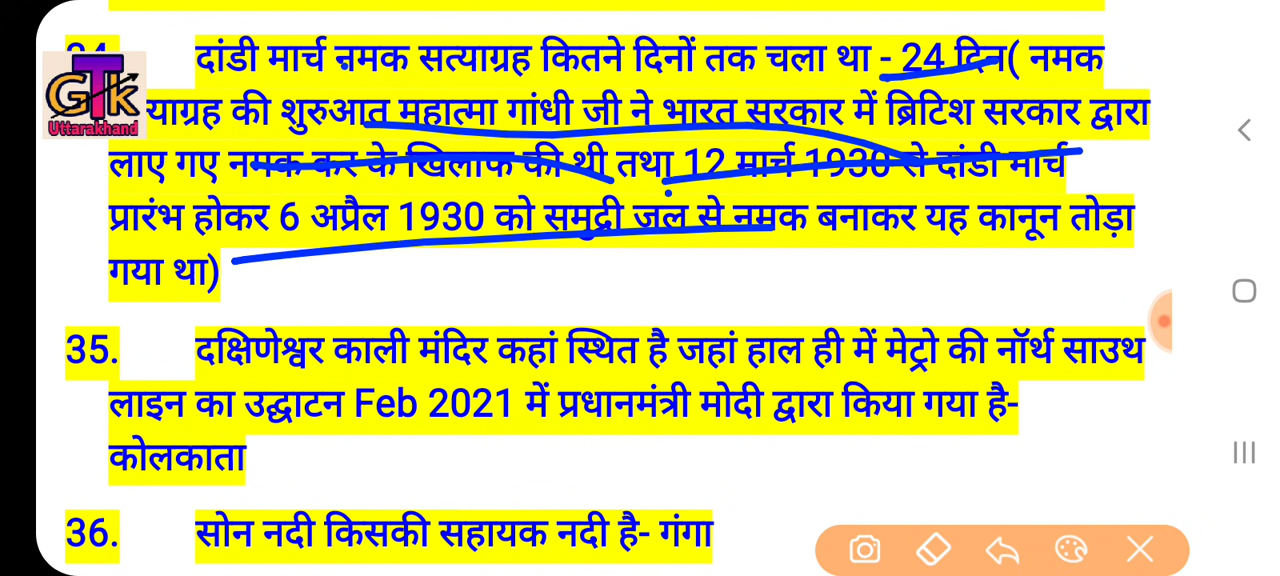 34. दांडी मार्च नमक सत्याग्रह कितने दिनों तक चला था - 24 दिन( नमक
याग्रह की शुरुआत महात्मा गांधी जी ने भारत सरकार में ब्रिटिश सरकार द्वारा
लाए गए नमक कर के खिलाफ की थी तथा 12 मार्च 1930 से दांडी मार्च
प्रारंभ होकर 6 अप्रैल 1930 को समुद्री जल से नमक बनाकर यह कानून तोड़ा
गया था)
35. दक्षिणेश्वर काली मंदिर कहां स्थित है जहां हाल ही में मेट्रो की नॉर्थ साउथ
लाइन का उद्घाटन Feb 2021 में प्रधानमंत्री मोदी द्वारा किया गया है-
कोलकाता
36. सोन नदी किसकी सहायक नदी है- गंगा
GTK
Uttarakhand